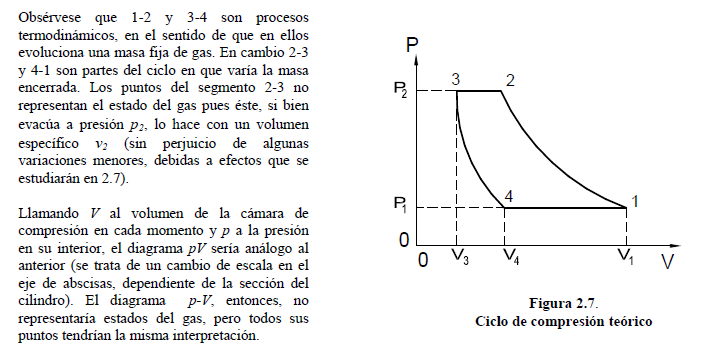 Obsérvese que 1-2 y 3-4 son procesos
termodinámicos, en el sentido de que en ellos
evoluciona una masa fija de gas. En cambio 2-3
y 4-1 son partes del ciclo en que varía la masa
encerrada. Los puntos del segmento 2-3 no
representan el estado del gas pues éste, si bien
evacúa a presión p2, lo hace con un volumen
específico v2 (sin perjuicio de algunas
variaciones menores, debidas a efectos que se
estudiarán en 2.7).
Llamando V al volumen de la cámara de
compresión en cada momento y p a la presión
en su interior, el diagrama pV sería análogo al
anterior (se trata de un cambio de escala en el
eje de abscisas, dependiente de la sección del
cilindro). El diagrama p-V, entonces, no
representaría estados del gas, pero todos sus
puntos tendrían la misma interpretación.
P
3 2
P2
4 1
P1
0
0 V3 V4 V1 V
Figura 2.7.
Ciclo de compresión teórico